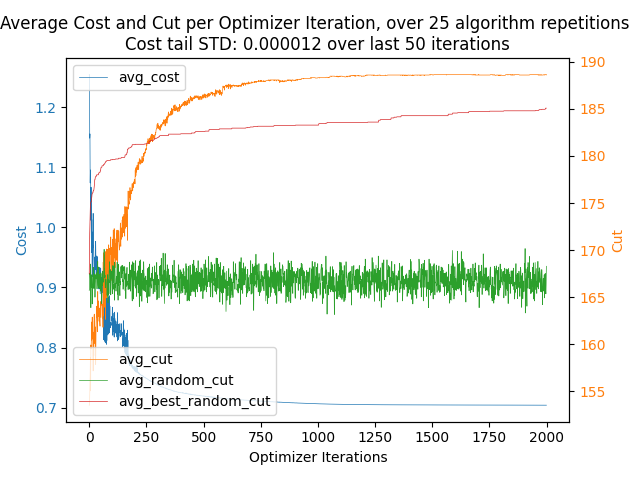 Average Cost and Cut per Optimizer Iteration, over 25 algorithm repetitions
Cost tail STD: 0.000012 over last 50 iterations
avg_cost
avg_cut
avg_random_cut
avg_best_random_cut
Cost
1.2
1.1
1.0
0.9
0.8
0.7
Cut
190
185
180
175
170
165
160
155
0
250
500
750
1000
1250
1500
1750
2000
Optimizer Iterations